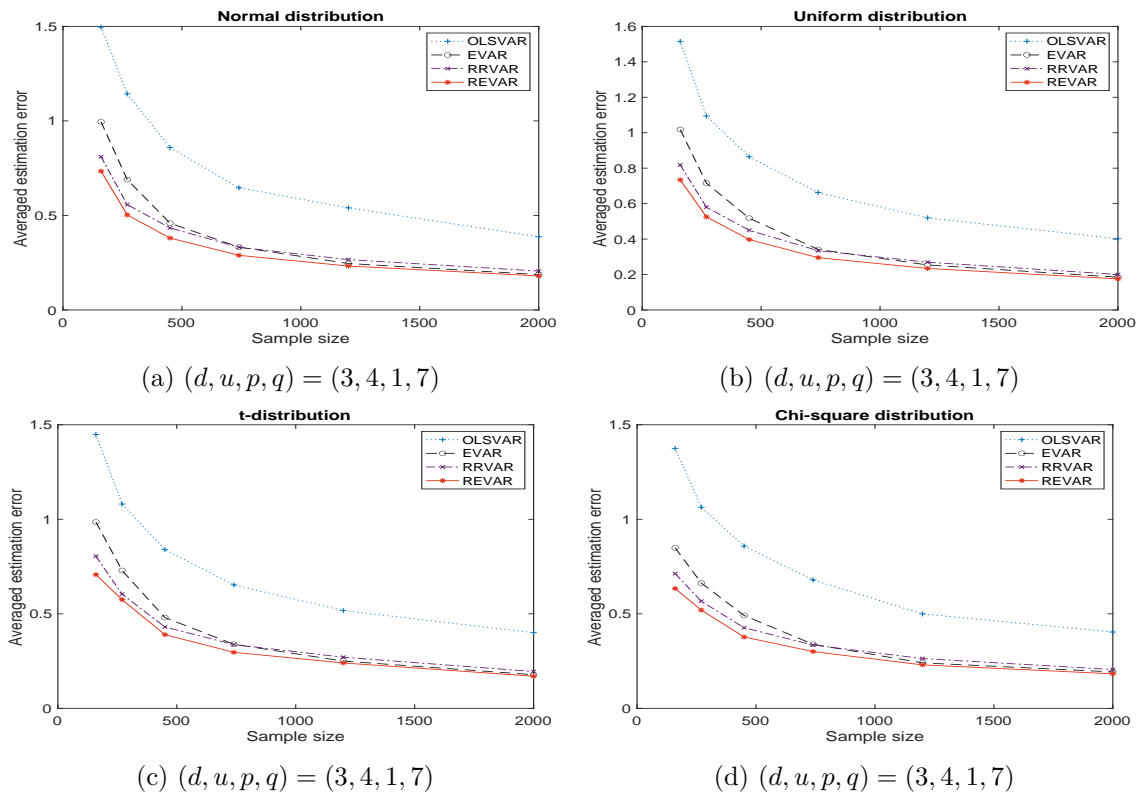 Normal distribution
1.5
1
0.5
0
Averaged estimation error
0 500 1000 1500 2000
Sample size
OLSVAR
EVAR
RRVAR
REVAR
(a) (d, u, p, q) = (3, 4, 1, 7)
Uniform distribution
1.6
1.4
1.2
1
0.8
0.6
0.4
0.2
0
Averaged estimation error
0 500 1000 1500 2000
Sample size
OLSVAR
EVAR
RRVAR
REVAR
(b) (d, u, p, q) = (3, 4, 1, 7)
t-distribution
1.5
1
0.5
0
Averaged estimation error
0 500 1000 1500 2000
Sample size
OLSVAR
EVAR
RRVAR
REVAR
(c) (d, u, p, q) = (3, 4, 1, 7)
Chi-square distribution
1.5
1
0.5
0
Averaged estimation error
0 500 1000 1500 2000
Sample size
OLSVAR
EVAR
RRVAR
REVAR
(d) (d, u, p, q) = (3, 4, 1, 7)